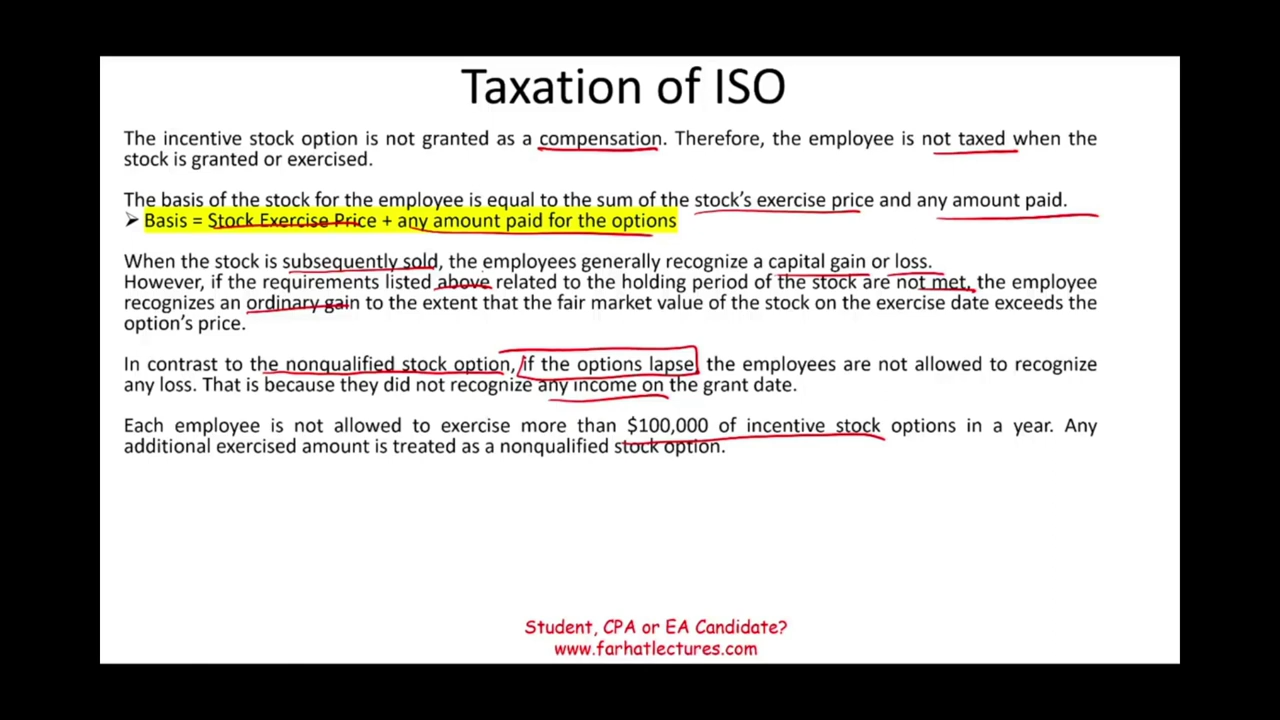 Taxation of ISO
The incentive stock option is not granted as a compensation. Therefore, the employee is not taxed when the
stock is granted or exercised.
The basis of the stock for the employee is equal to the sum of the stock's exercise price and any amount paid.
➢ Basis = Stock Exercise Price + any amount paid for the options
When the stock is subsequently sold, the employees generally recognize a capital gain or loss.
However, if the requirements listed above related to the holding period of the stock are not met, the employee
recognizes an ordinary gain to the extent that the fair market value of the stock on the exercise date exceeds the
option's price.
In contrast to the nonqualified stock option, if the options lapse, the employees are not allowed to recognize
any loss. That is because they did not recognize any income on the grant date.
Each employee is not allowed to exercise more than $100,000 of incentive stock options in a year. Any
additional exercised amount is treated as a nonqualified stock option.
Student, CPA or EA Candidate?
www.farhatlectures.com